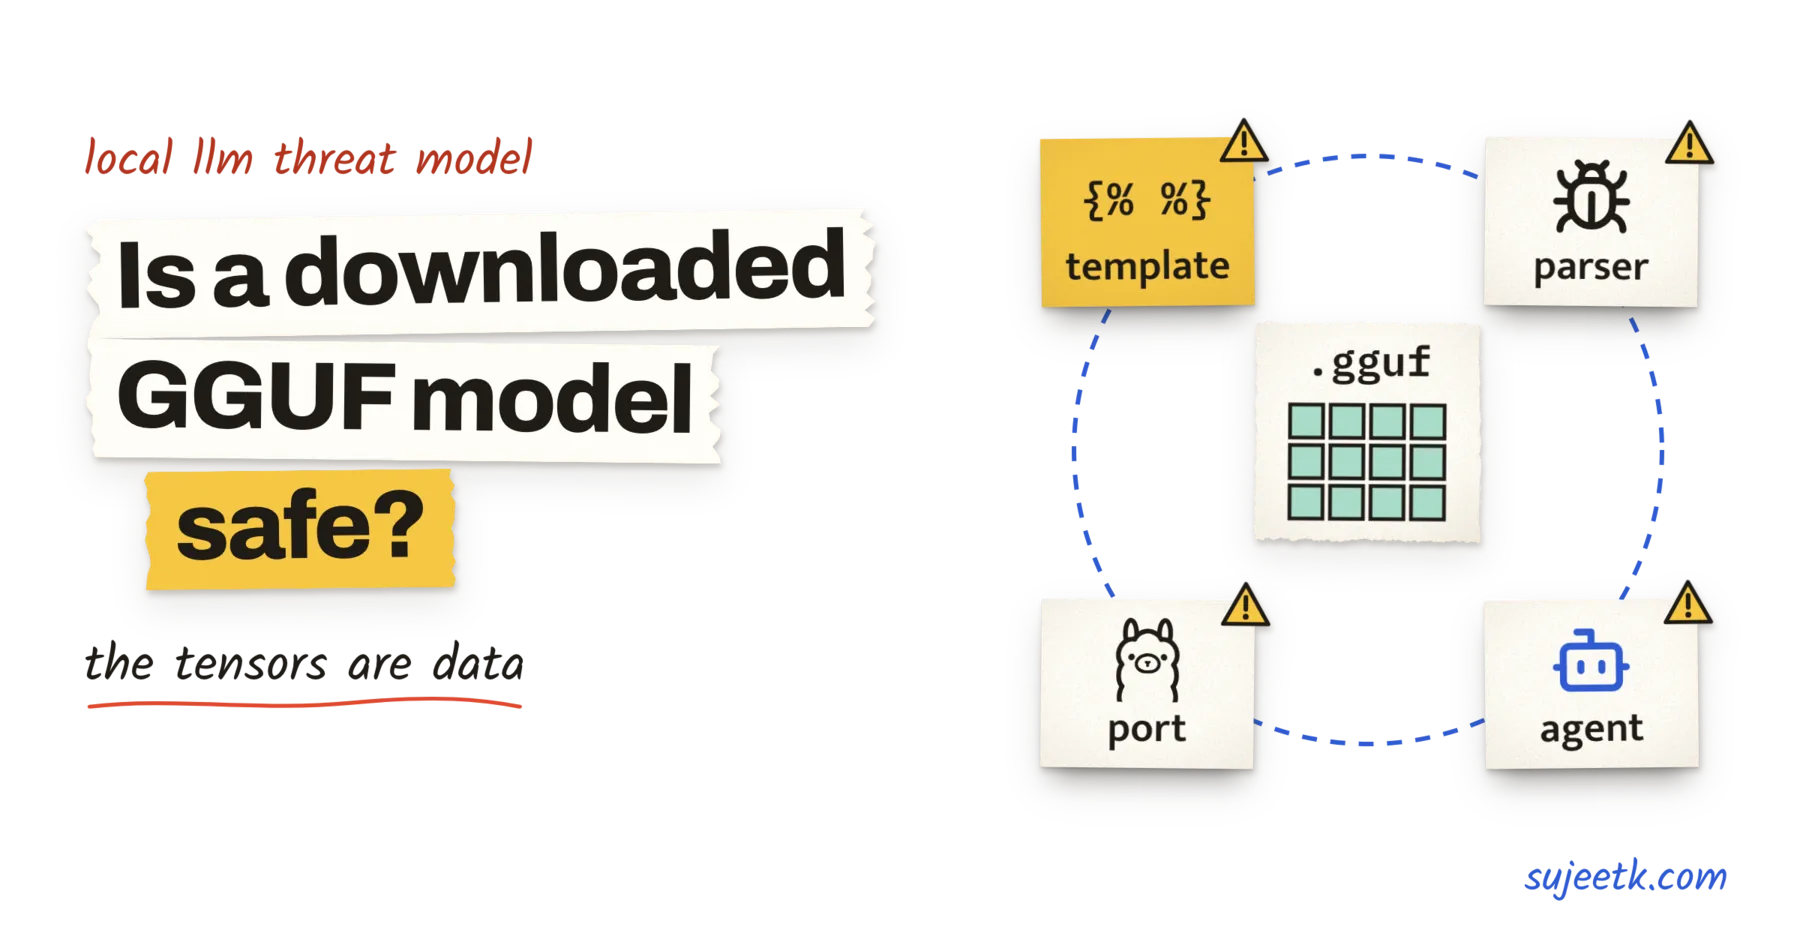 local llm threat model
Is a downloaded
GGUF model
safe?
the tensors are data
{% %}
template
parser
.gguf
port
agent
sujeetk.com